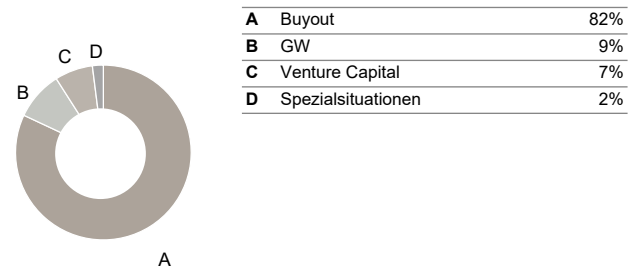 A Buyout 82%
B GW 9%
C Venture Capital 7%
D Spezialsituationen 2%
D
C
B
A